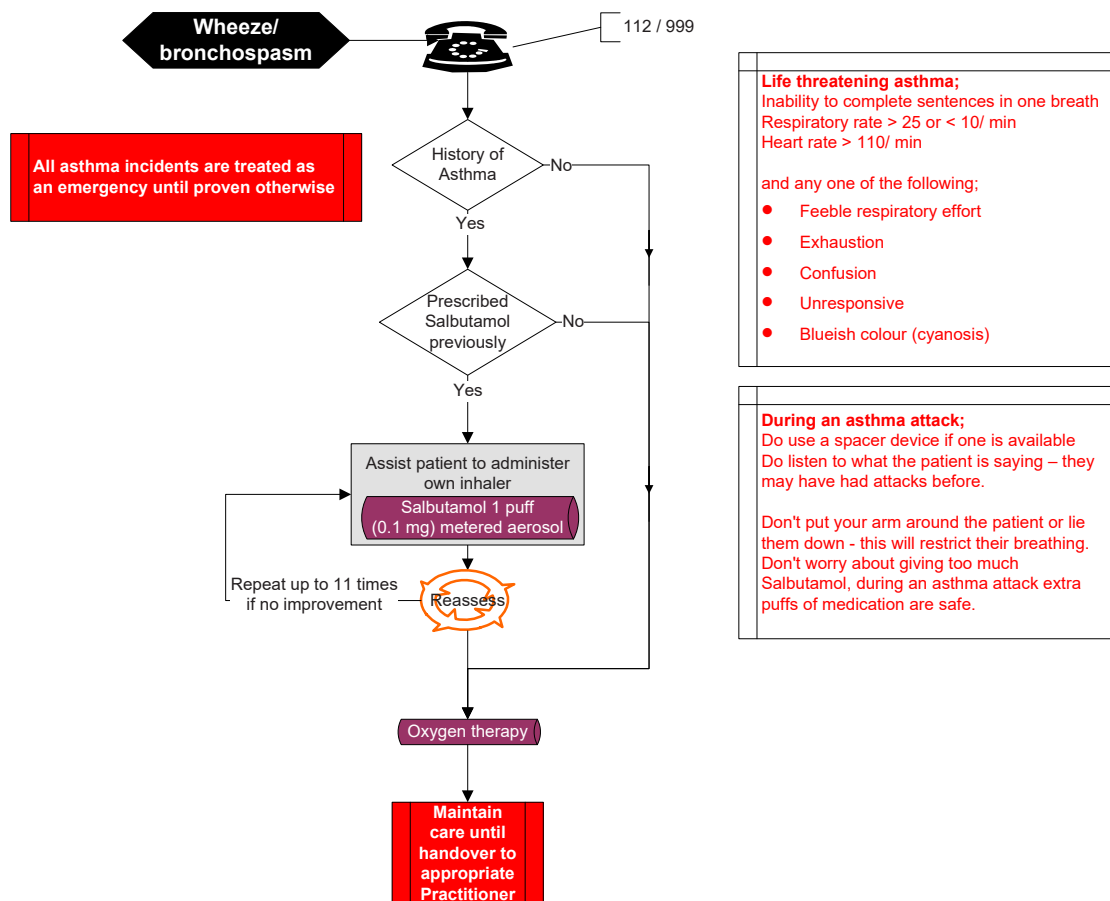 Wheeze/
bronchospasm
112 / 999
All asthma incidents are treated as
an emergency until proven otherwise
History of
Asthma
No
Yes
Prescribed
Salbutamol
previously
No
Yes
Assist patient to administer
own inhaler
Salbutamol 1 puff
(0.1 mg) metered aerosol
Repeat up to 11 times
if no improvement
Reassess
Oxygen therapy
Maintain
care until
handover to
appropriate
Practitioner
Life threatening asthma;
Inability to complete sentences in one breath
Respiratory rate > 25 or < 10/ min
Heart rate > 110/ min
and any one of the following;
● Feeble respiratory effort
● Exhaustion
● Confusion
● Unresponsive
● Blueish colour (cyanosis)
During an asthma attack;
Do use a spacer device if one is available
Do listen to what the patient is saying – they
may have had attacks before.
Don't put your arm around the patient or lie
them down - this will restrict their breathing.
Don't worry about giving too much
Salbutamol, during an asthma attack extra
puffs of medication are safe.